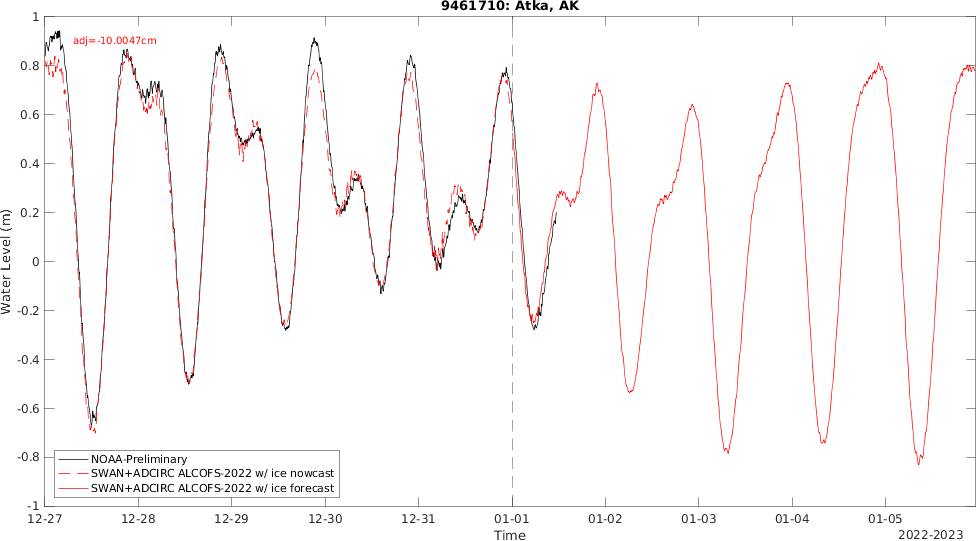 9461710: Atka, AK
adj=-10.0047cm
Water Level (m)
1
0.8
0.6
0.4
0.2
0
-0.2
-0.4
-0.6
-0.8
-1
NOAA-Preliminary
SWAN+ADCIRC ALCOFS-2022 w/ ice nowcast
SWAN+ADCIRC ALCOFS-2022 w/ ice forecast
12-27 12-28 12-29 12-30 12-31 01-01 01-02 01-03 01-04 01-05
Time
2022-2023